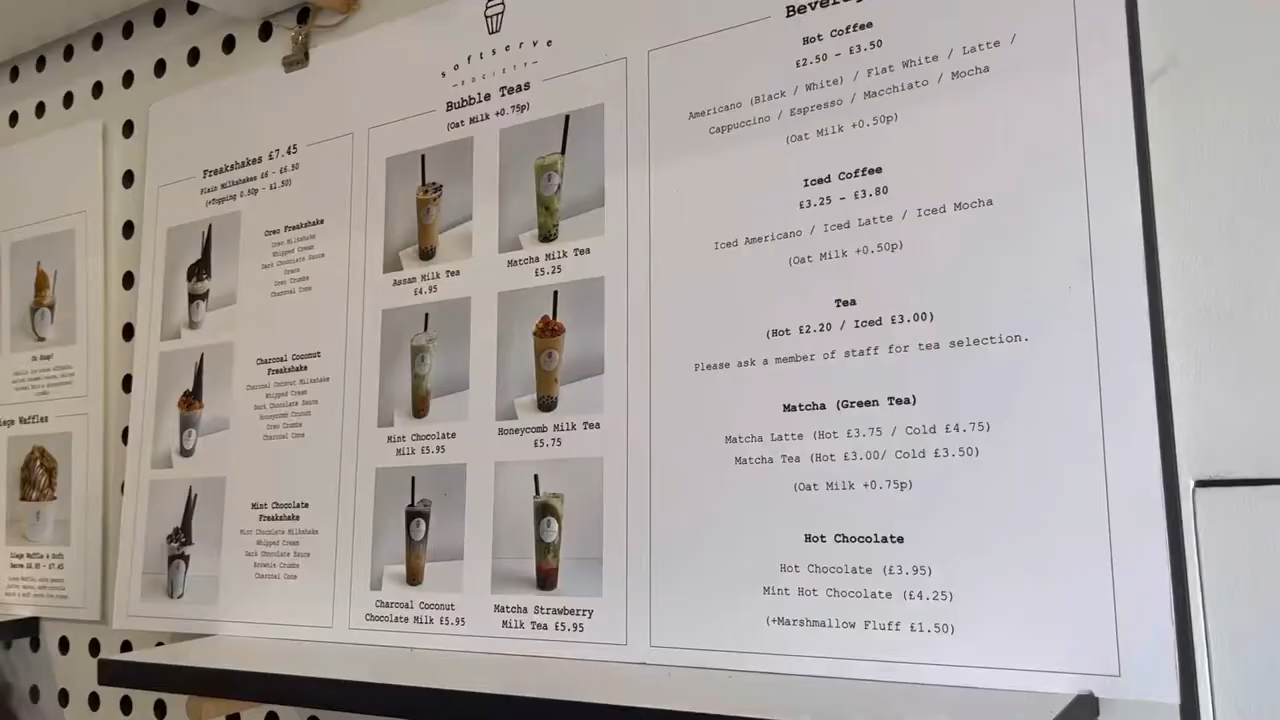 Oh Snap!
Liege Waffles
Liege Waffle & Soft
Serve £6.95 - £7.45
Freakshakes £7.45
Plain Milkshakes £6 - £6.50
(+Topping 0.50p - £1.50)
Oreo Freakshake
Oreo Milkshake
Whipped Cream
Dark Chocolate Sauce
Oreos
Oreo Crumbs
Charcoal Cone
Charcoal Coconut
Freakshake
Charcoal Coconut Milkshake
Whipped Cream
Dark Chocolate Sauce
Honeycomb Crunch
Oreo Crumbs
Charcoal Cone
Mint Chocolate
Freakshake
Mint Chocolate Milkshake
Whipped Cream
Dark Chocolate Sauce
Brownie Crumbs
Charcoal Cone
softserve
—SOCIETY—
Bubble Teas
(Oat Milk +0.75p)
Assam Milk Tea
£4.95
Matcha Milk Tea
£5.25
Mint Chocolate
Milk £5.95
Honeycomb Milk Tea
£5.75
Charcoal Coconut
Chocolate Milk £5.95
Matcha Strawberry
Milk Tea £5.95
Hot Coffee
£2.50 - £3.50
Americano (Black / White) / Flat White / Latte /
Cappuccino / Espresso / Macchiato / Mocha
(Oat Milk +0.50p)
Iced Coffee
£3.25 - £3.80
Iced Americano / Iced Latte / Iced Mocha
(Oat Milk +0.50p)
Tea
(Hot £2.20 / Iced £3.00)
Please ask a member of staff for tea selection.
Matcha (Green Tea)
Matcha Latte (Hot £3.75 / Cold £4.75)
Matcha Tea (Hot £3.00/ Cold £3.50)
(Oat Milk +0.75p)
Hot Chocolate
Hot Chocolate (£3.95)
Mint Hot Chocolate (£4.25)
(+Marshmallow Fluff £1.50)